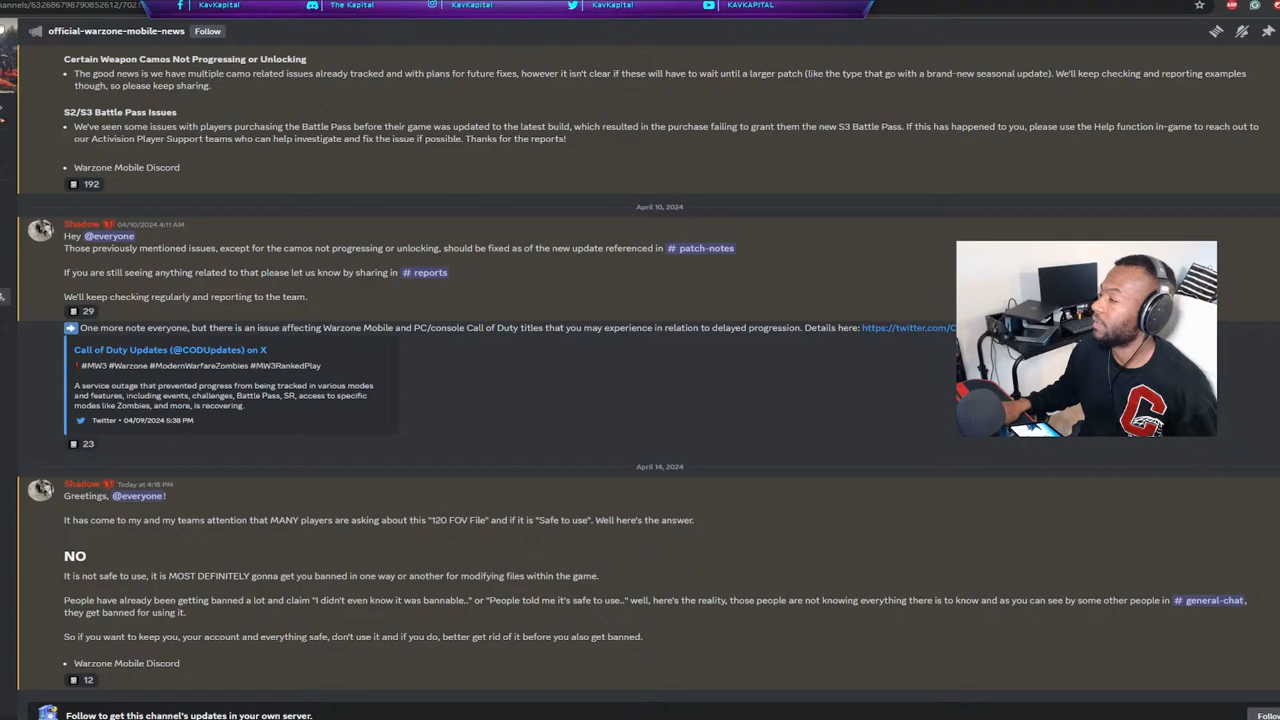 annels/632686798790852612/702
KavKapital
The Kapital
KavKapital
KavKapital
KAVKAPITAL
official-warzone-mobile-news
Follow
Certain Weapon Camos Not Progressing or Unlocking
• The good news is we have multiple camo related issues already tracked and with plans for future fixes, however it isn't clear if these will have to wait until a larger patch (like the type that go with a brand-new seasonal update). We'll keep checking and reporting examples
though, so please keep sharing.
S2/S3 Battle Pass Issues
• We've seen some issues with players purchasing the Battle Pass before their game was updated to the latest build, which resulted in the purchase failing to grant them the new S3 Battle Pass. If this has happened to you, please use the Help function in-game to reach out to
our Activision Player Support teams who can help investigate and fix the issue if possible. Thanks for the reports!
• Warzone Mobile Discord
192
April 10, 2024
Shadow 04/10/2024 4:11 AM
Hey @everyone
Those previously mentioned issues, except for the camos not progressing or unlocking, should be fixed as of the new update referenced in # patch-notes
If you are still seeing anything related to that please let us know by sharing in # reports
We'll keep checking regularly and reporting to the team.
29
One more note everyone, but there is an issue affecting Warzone Mobile and PC/console Call of Duty titles that you may experience in relation to delayed progression. Details here: https://twitter.com/C
Call of Duty Updates (@CODUpdates) on X
#MW3 #Warzone #ModernWarfareZombies #MW3RankedPlay
A service outage that prevented progress from being tracked in various modes
and features, including events, challenges, Battle Pass, SR, access to specific
modes like Zombies, and more, is recovering.
Twitter • 04/09/2024 5:38 PM
23
April 14, 2024
Shadow Today at 4:18 PM
Greetings, @everyone!
It has come to my and my teams attention that MANY players are asking about this "120 FOV File" and if it is "Safe to use". Well here's the answer.
NO
It is not safe to use, it is MOST DEFINITELY gonna get you banned in one way or another for modifying files within the game.
People have already been getting banned a lot and claim "I didn't even know it was bannable.." or "People told me it's safe to use.." well, here's the reality, those people are not knowing everything there is to know and as you can see by some other people in # general-chat,
they get banned for using it.
So if you want to keep you, your account and everything safe, don't use it and if you do, better get rid of it before you also get banned.
• Warzone Mobile Discord
12
Follow to get this channel's updates in your own server.
Follow